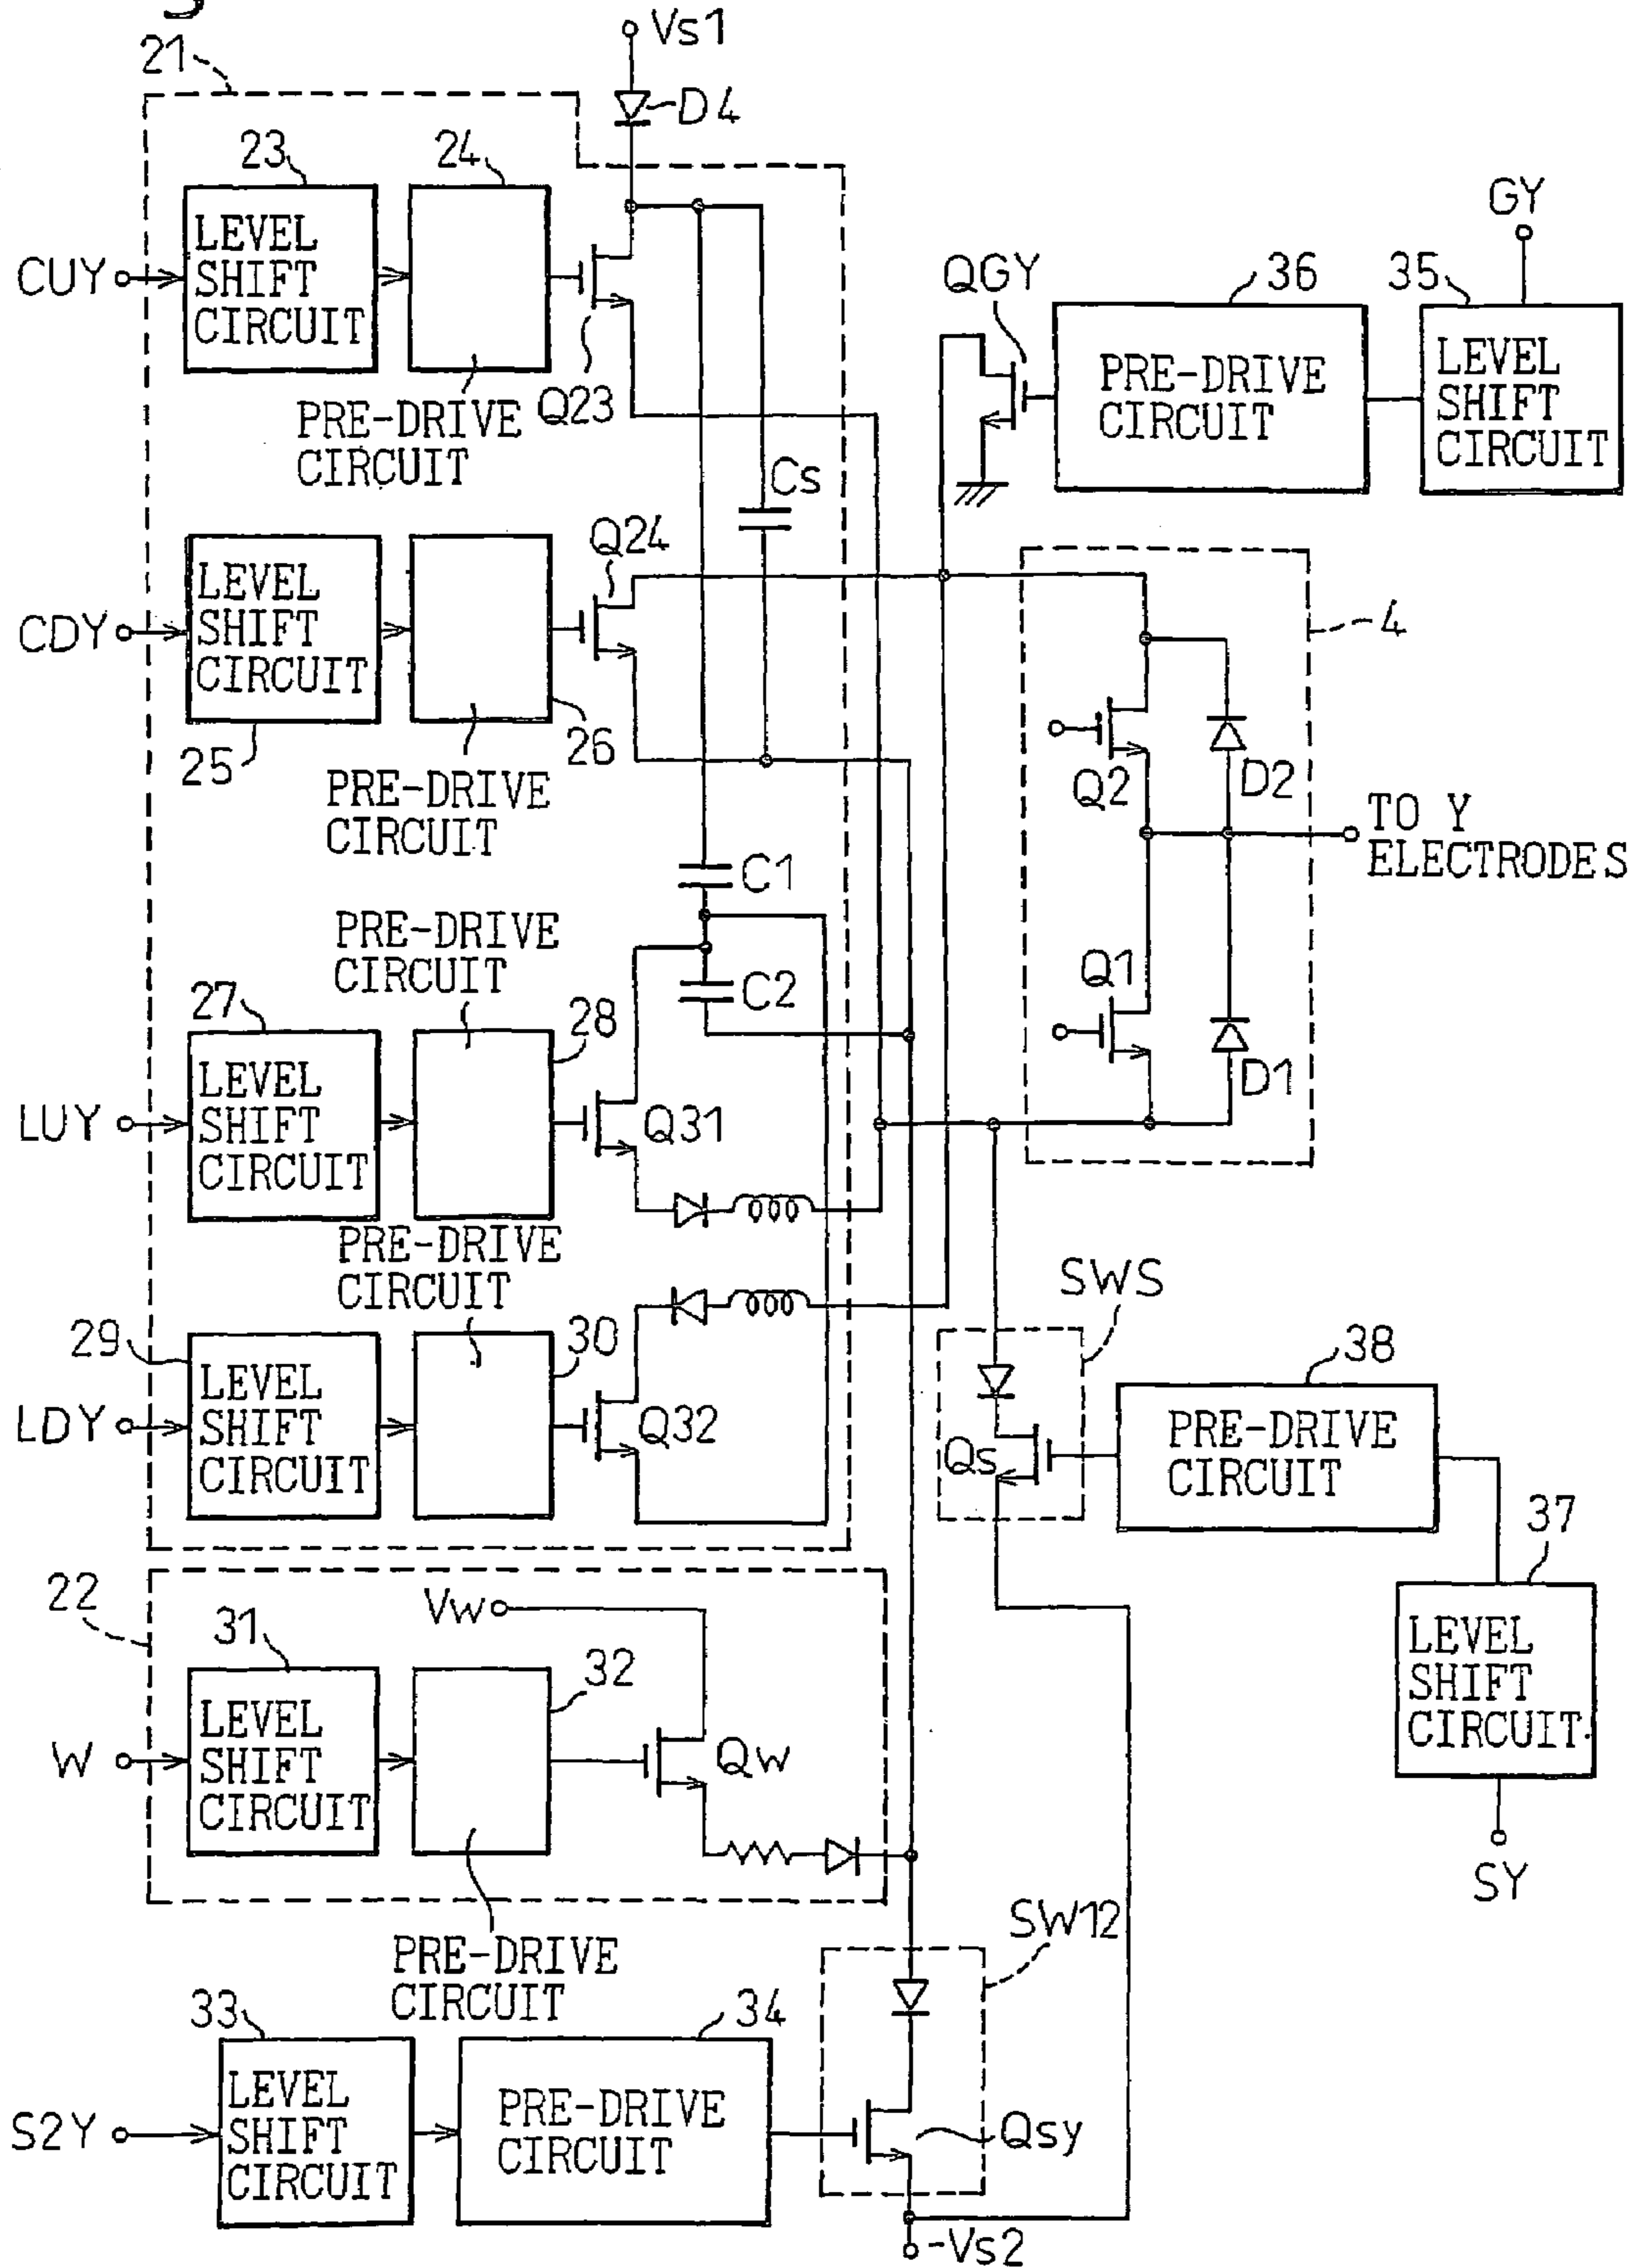 Vs1
21
D4
23
24
LEVEL
SHIFT
CIRCUIT
CUY
Q23
PRE-DRIVE
CIRCUIT
Cs
GY
QGY
36
35
PRE-DRIVE
CIRCUIT
LEVEL
SHIFT
CIRCUIT
Q24
LEVEL
SHIFT
CIRCUIT
CDY
25
26
PRE-DRIVE
CIRCUIT
4
Q2
D2
TO Y
ELECTRODES
C1
PRE-DRIVE
CIRCUIT
C2
Q1
D1
27
28
LEVEL
SHIFT
CIRCUIT
LUY
Q31
PRE-DRIVE
CIRCUIT
SWS
29
30
LEVEL
SHIFT
CIRCUIT
LDY
Q32
Qs
38
PRE-DRIVE
CIRCUIT
37
LEVEL
SHIFT
CIRCUIT
SY
22
Vw
31
32
LEVEL
SHIFT
CIRCUIT
W
Qw
PRE-DRIVE
CIRCUIT
SW12
33
34
LEVEL
SHIFT
CIRCUIT
S2Y
PRE-DRIVE
CIRCUIT
Qsy
-Vs2